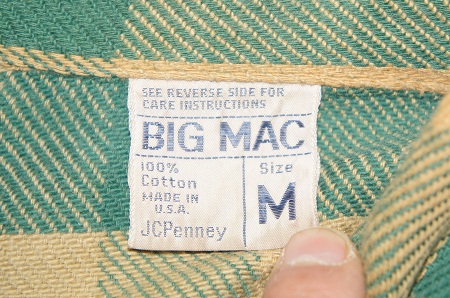 SEE REVERSE SIDE FOR
CARE INSTRUCTIONS
BIG MAC
100%
Cotton
MADE IN
U.S.A.
JCPenney
Size
M